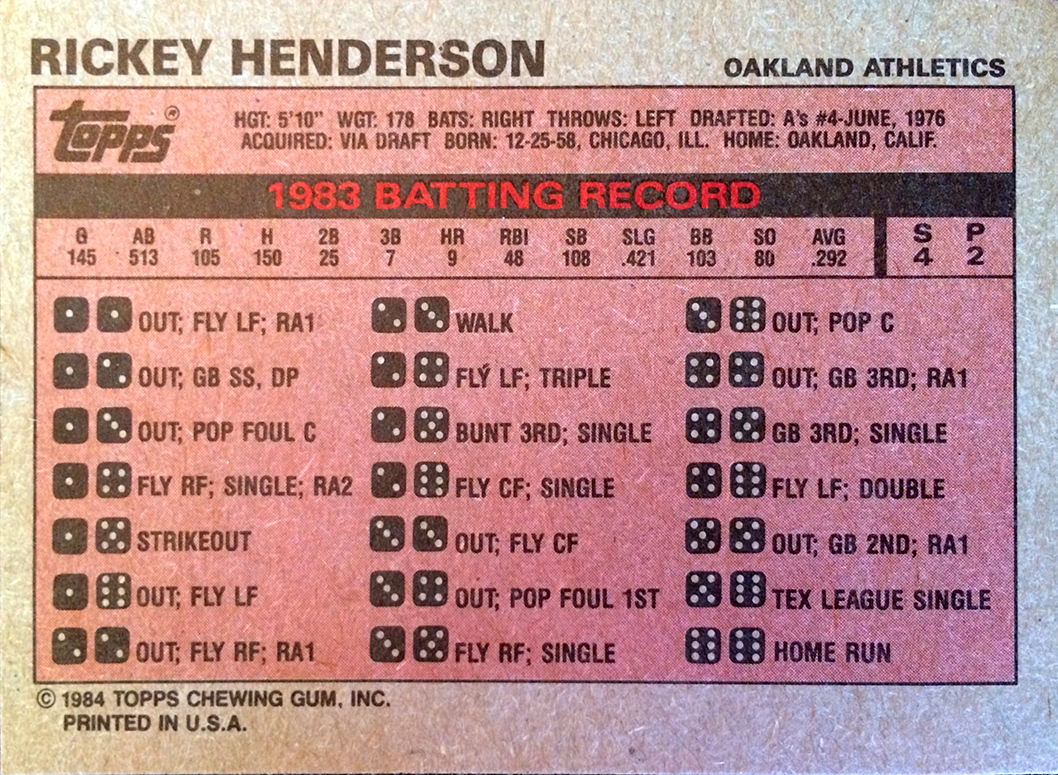 RICKEY HENDERSON
OAKLAND ATHLETICS
topps®
HGT: 5'10" WGT: 178 BATS: RIGHT THROWS: LEFT DRAFTED: A's #4-JUNE, 1976
ACQUIRED: VIA DRAFT BORN: 12-25-58, CHICAGO, ILL. HOME: OAKLAND, CALIF.
1983 BATTING RECORD
G AB R H 2B 3B HR RBI SB SLG BB SO AVG S P
145 513 105 150 25 7 9 48 108 .421 103 80 .292 4 2
OUT; FLY LF; RA1
OUT; GB SS, DP
OUT; POP FOUL C
FLY RF; SINGLE; RA2
STRIKEOUT
OUT; FLY LF
OUT; FLY RF; RA1
WALK
FLY LF; TRIPLE
BUNT 3RD; SINGLE
FLY CF; SINGLE
OUT; FLY CF
OUT; POP FOUL 1ST
FLY RF; SINGLE
OUT; POP C
OUT; GB 3RD; RA1
GB 3RD; SINGLE
FLY LF; DOUBLE
OUT; GB 2ND; RA1
TEX LEAGUE SINGLE
HOME RUN
© 1984 TOPPS CHEWING GUM, INC.
PRINTED IN U.S.A.